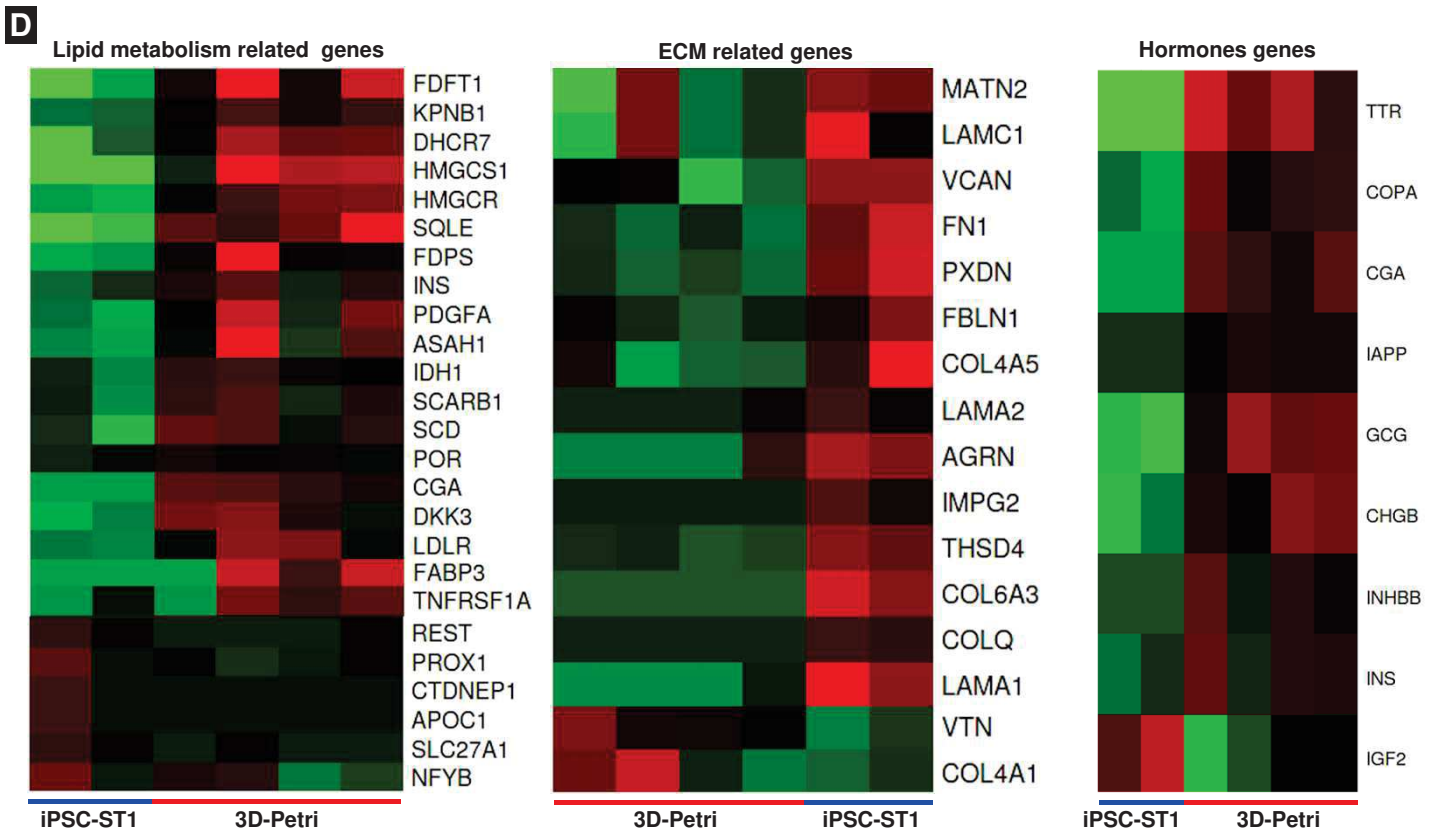 D
Lipid metabolism related genes
FDFT1
KPNB1
DHCR7
HMGCS1
HMGCR
SQLE
FDPS
INS
PDGFA
ASAH1
IDH1
SCARB1
SCD
POR
CGA
DKK3
LDLR
FABP3
TNFRSF1A
REST
PROX1
CTDNEP1
APOC1
SLC27A1
NFYB
iPSC-ST1 3D-Petri
ECM related genes
MATN2
LAMC1
VCAN
FN1
PXDN
FBLN1
COL4A5
LAMA2
AGRN
IMPG2
THSD4
COL6A3
COLQ
LAMA1
VTN
COL4A1
3D-Petri iPSC-ST1
Hormones genes
TTR
COPA
CGA
IAPP
GCG
CHGB
INHBB
INS
IGF2
iPSC-ST1 3D-Petri